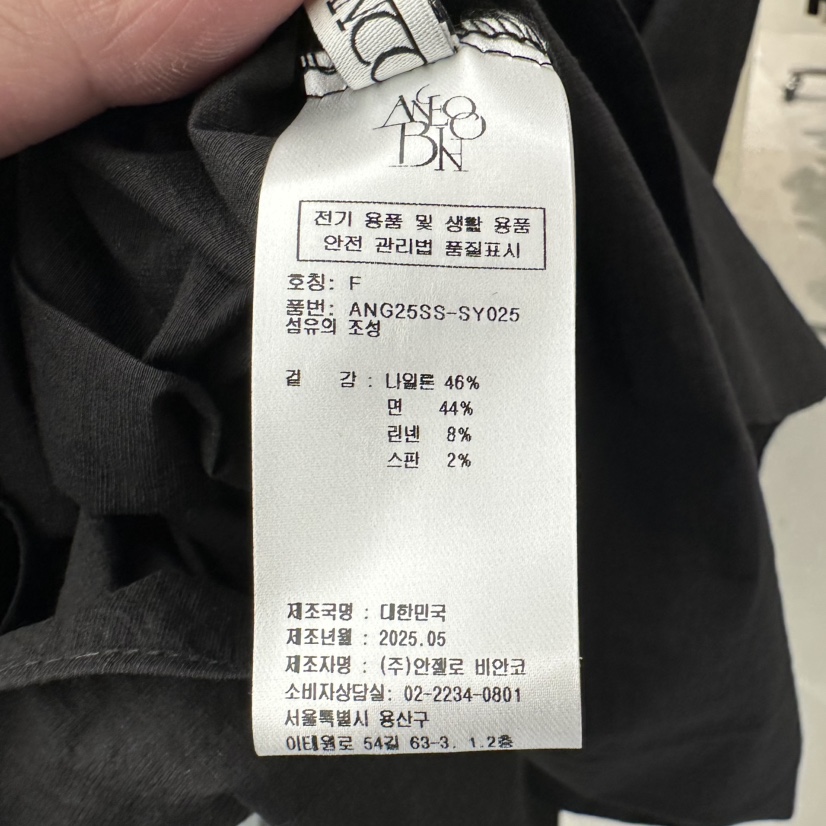 NCO
ANGELO
BIN
전기 용품 및 생활 용품
안전 관리법 품질표시
호칭: F
품번: ANG25SS-SY025
섬유의 조성
겉 감 : 나일론 46%
면 44%
린넨 8%
스판 2%
제조국명 : 대한민국
제조년월 : 2025.05
제조자명 : (주)안젤로 비안코
소비자상담실: 02-2234-0801
서울특별시 용산구
이태원로 54길 63-3. 1.2층